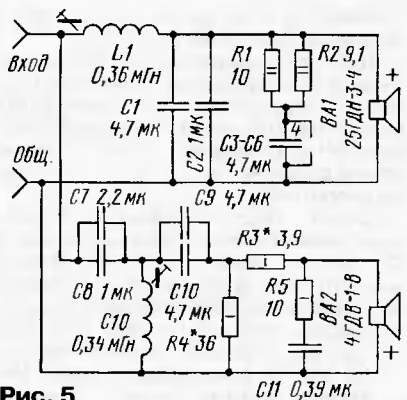 Вход
L1
0,36 мГн
C1
4,7 мк
C2 1мк
R1
10
R2 9,1
4
C3-C6
4,7 мк
BA1
25ГДН-3-4
+
Общ.
C7 2,2 мк
C9 4,7 мк
C8 1 мк
C10
4,7 мк
C10
0,34 мГн
R4*36
R3* 3,9
R5
10
BA2
4ГДВ-1-8
+
C11 0,39 мк
Рис. 5